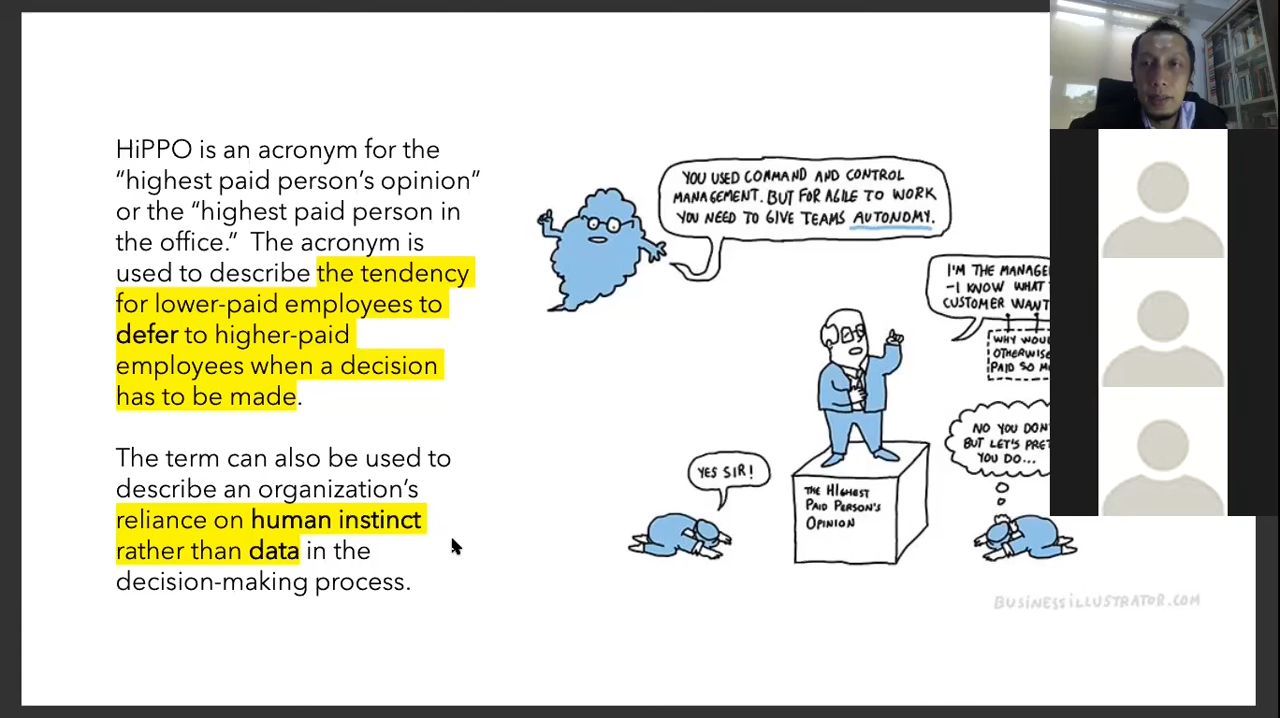 HiPPO is an acronym for the
“highest paid person’s opinion”
or the “highest paid person in
the office.”  The acronym is
used to describe the tendency
for lower-paid employees to
defer to higher-paid
employees when a decision
has to be made.
The term can also be used to
describe an organization’s
reliance on human instinct
rather than data in the
decision-making process.
YOU USED COMMAND AND CONTROL
MANAGEMENT. BUT FOR AGILE TO WORK
YOU NEED TO GIVE TEAMS AUTONOMY.
I'M THE
-I KNOW WHAT
CUSTOMER
WHY
PAID SO
NO YOU
BUT LET'S
YOU DO...
YES SIR!
THE HIGHEST
PAID PERSON'S
OPINION
BUSINESSILLUSTRATOR.COM